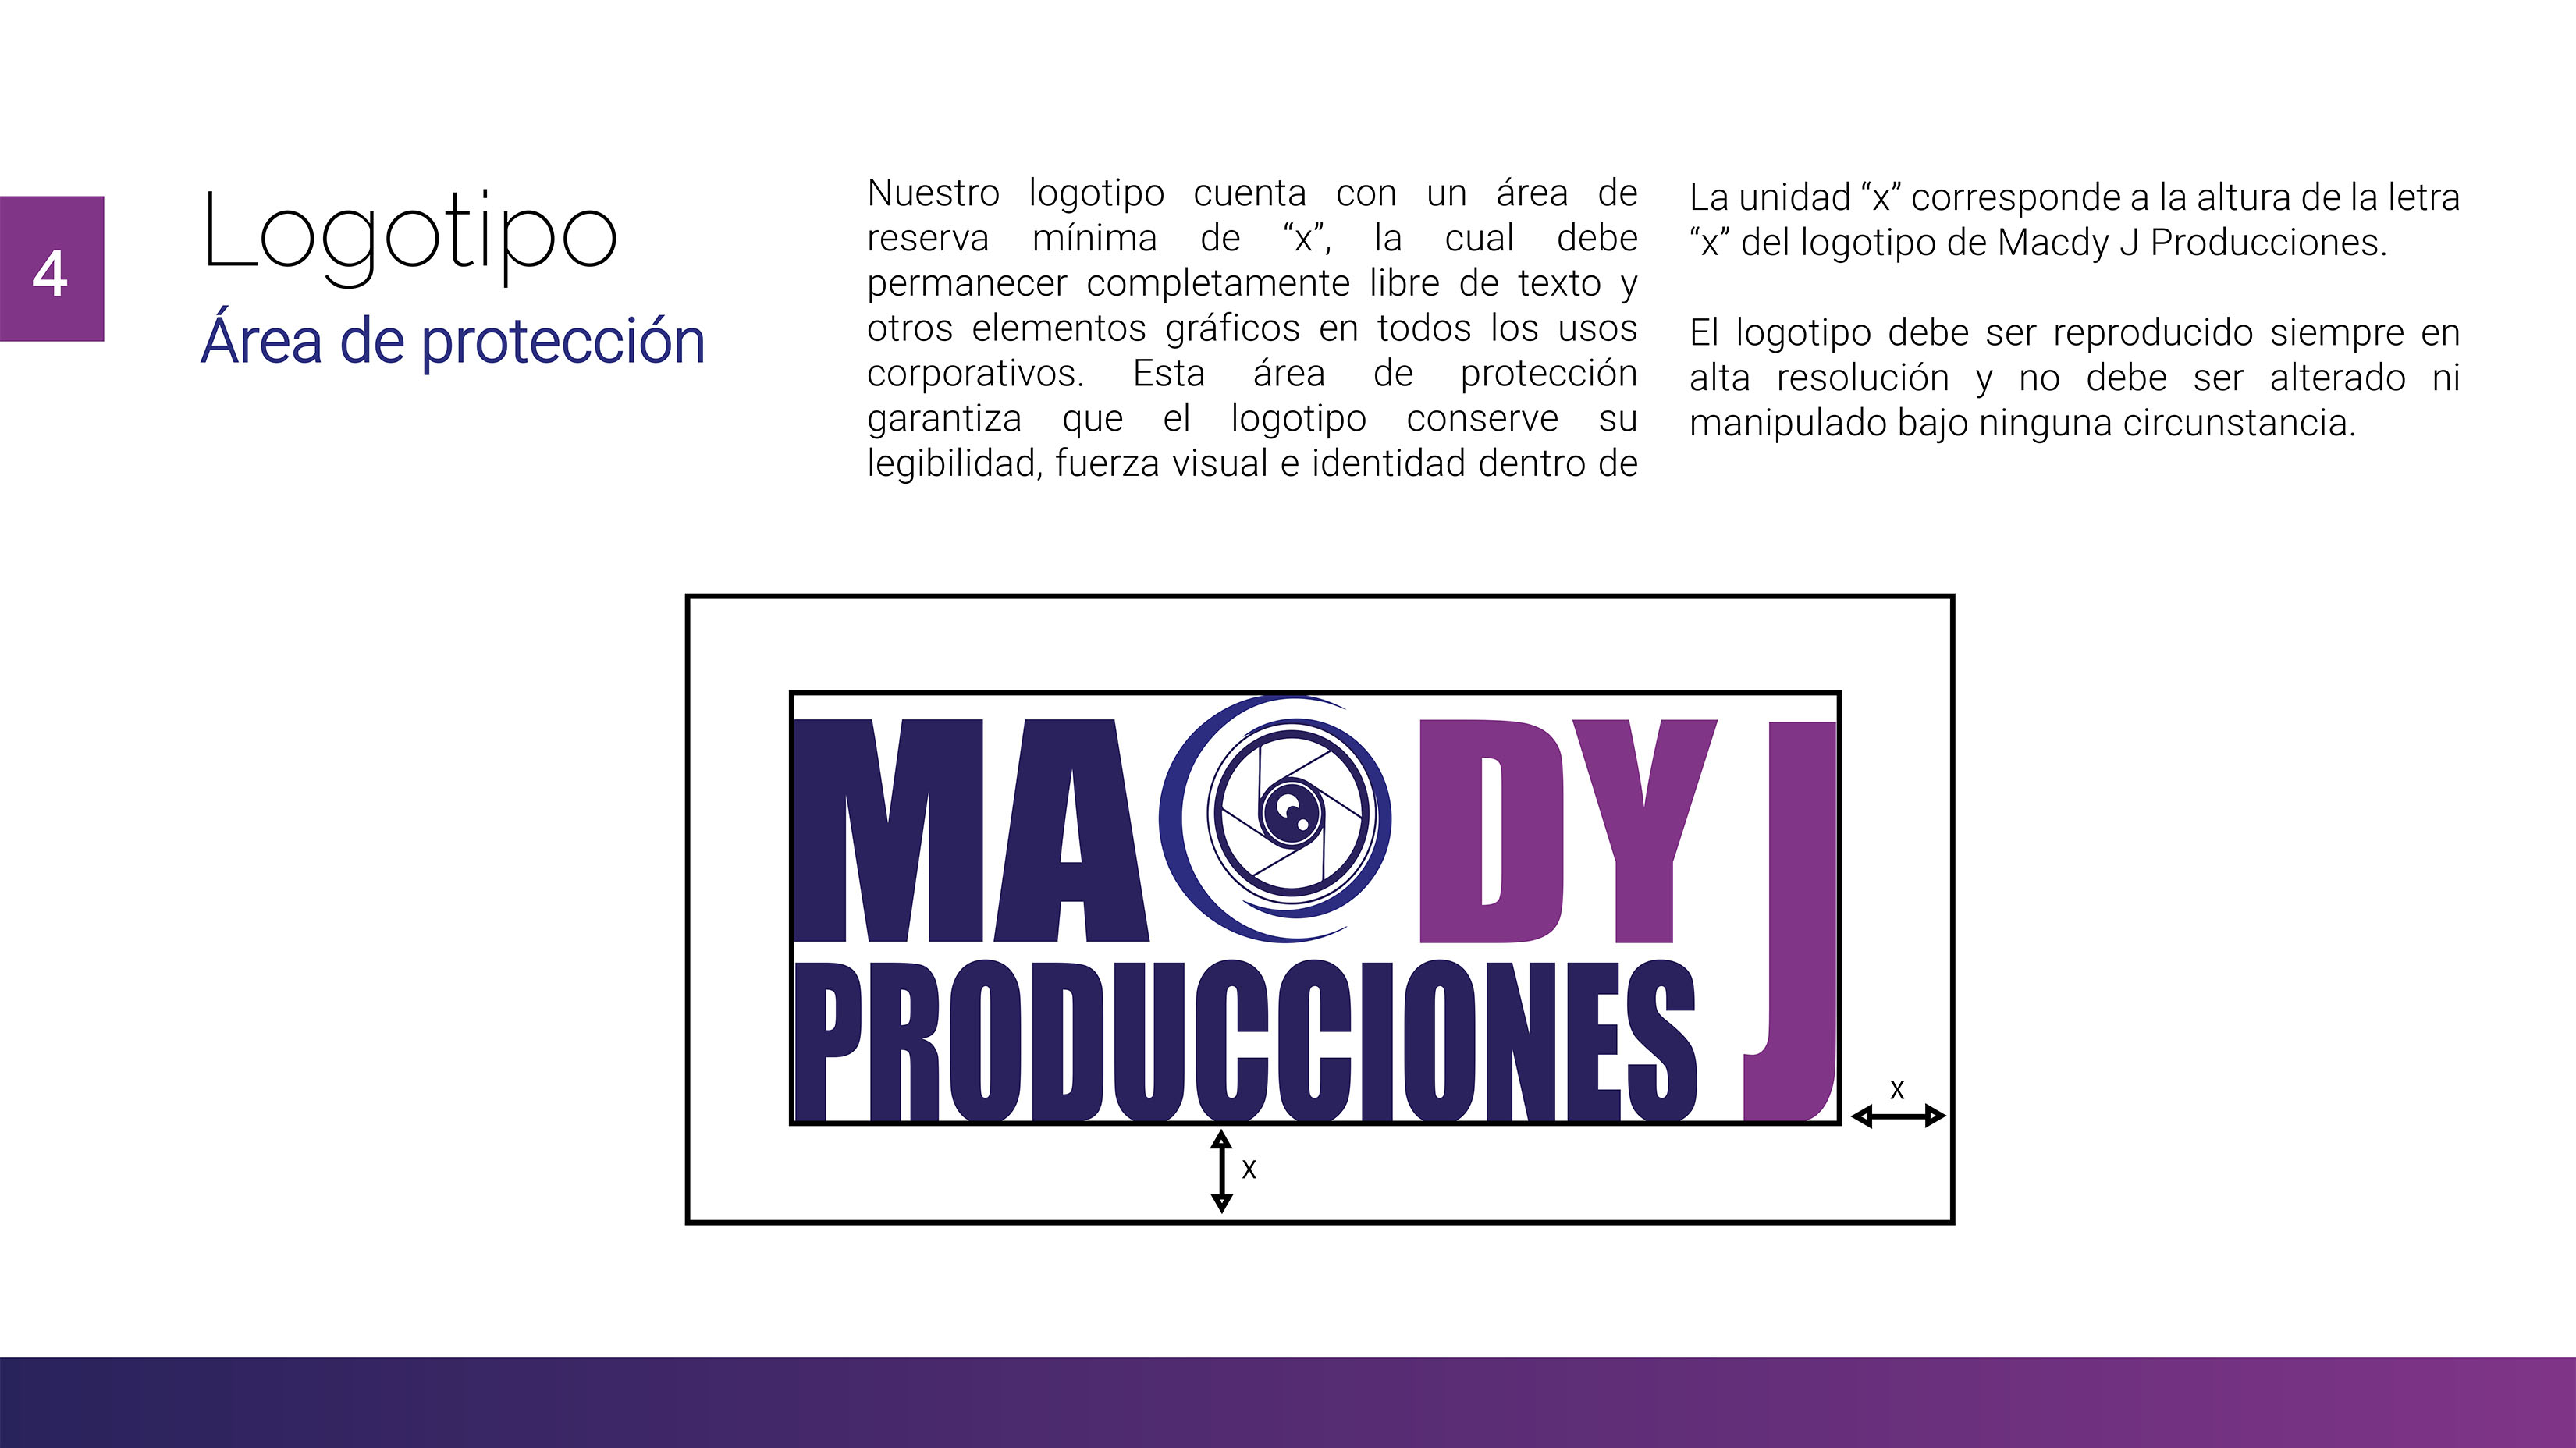 4
Logotipo
Área de protección
Nuestro logotipo cuenta con un área de
reserva mínima de “x”, la cual debe
permanecer completamente libre de texto y
otros elementos gráficos en todos los usos
corporativos. Esta área de protección
garantiza que el logotipo conserve su
legibilidad, fuerza visual e identidad dentro de
La unidad “x” corresponde a la altura de la letra
“x” del logotipo de Macdy J Producciones.
El logotipo debe ser reproducido siempre en
alta resolución y no debe ser alterado ni
manipulado bajo ninguna circunstancia.
MACDY J
PRODUCCIONES
x
x